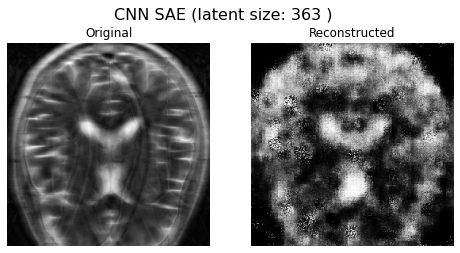 CNN SAE (latent size: 363 )
Original
Reconstructed